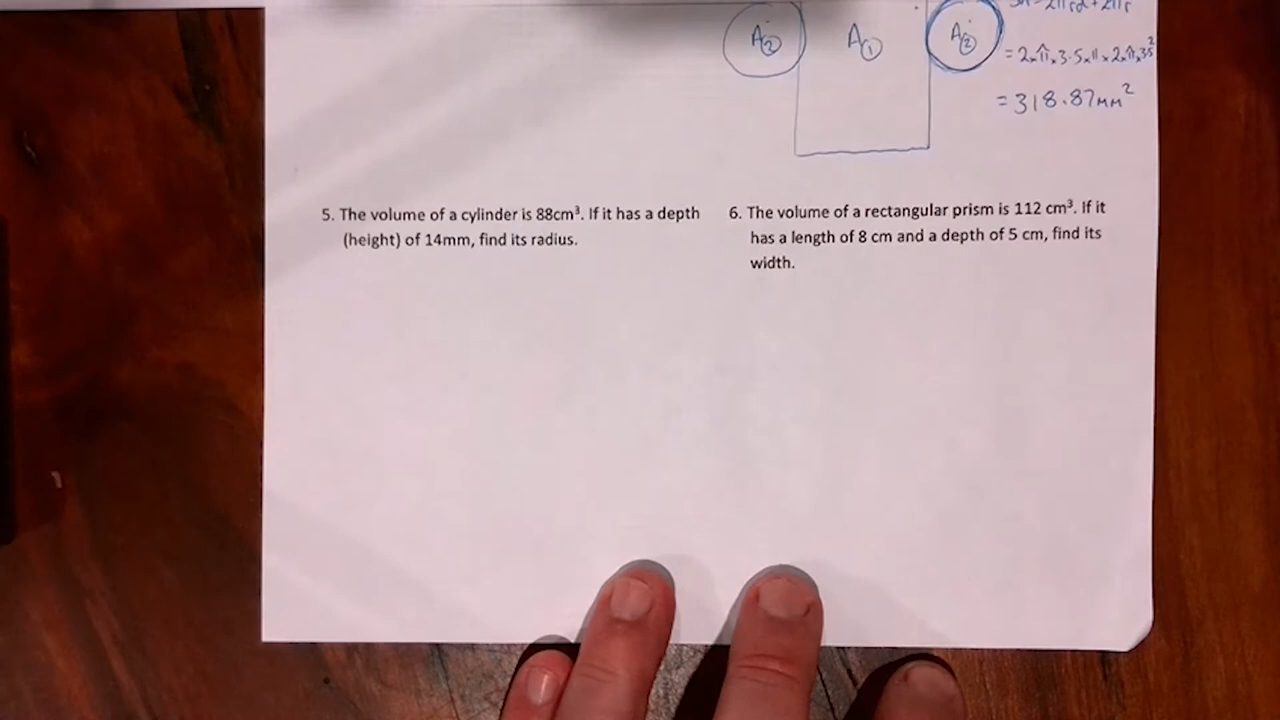 A②
A①
A②
= 2×π×3.5×11×2×π×3.5²
= 318.87mm²
5. The volume of a cylinder is 88cm³. If it has a depth
(height) of 14mm, find its radius.
6. The volume of a rectangular prism is 112 cm³. If it
has a length of 8 cm and a depth of 5 cm, find its
width.